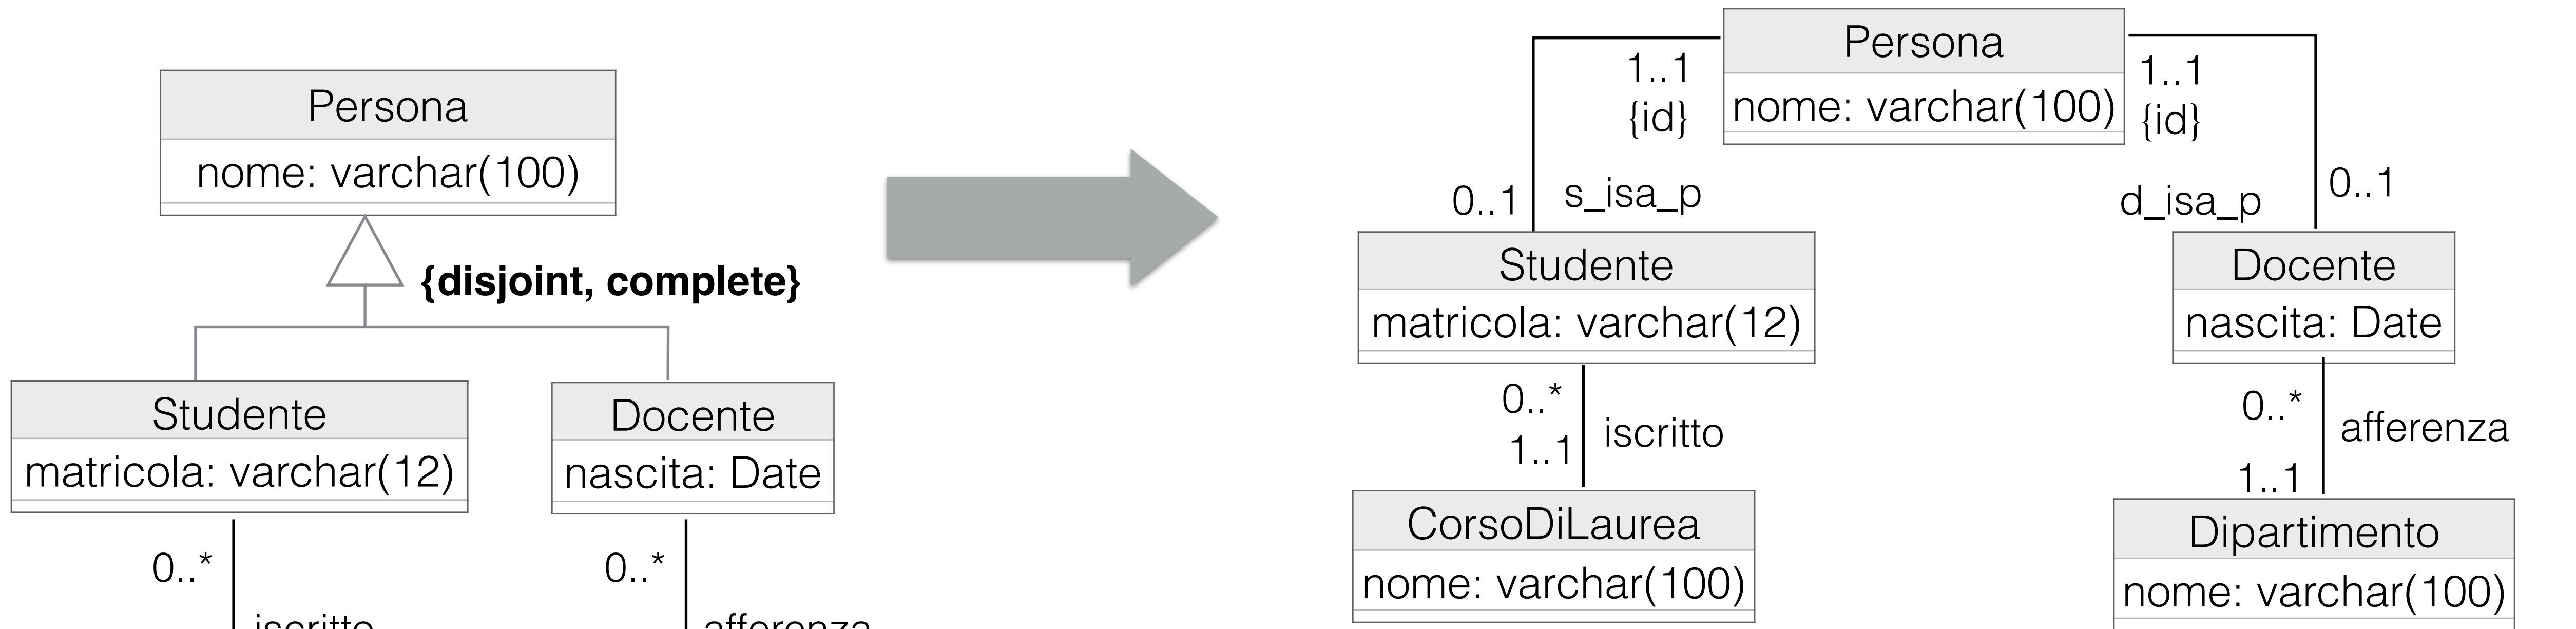 Persona
nome: varchar(100)
{disjoint, complete}
Studente
matricola: varchar(12)
Docente
nascita: Date
0..*
iscritto
0..*
afferenza
Persona
nome: varchar(100)
1..1
{id}
1..1
{id}
0..1
s_isa_p
d_isa_p
0..1
Studente
matricola: varchar(12)
Docente
nascita: Date
0..*
1..1
iscritto
0..*
1..1
afferenza
CorsoDiLaurea
nome: varchar(100)
Dipartimento
nome: varchar(100)